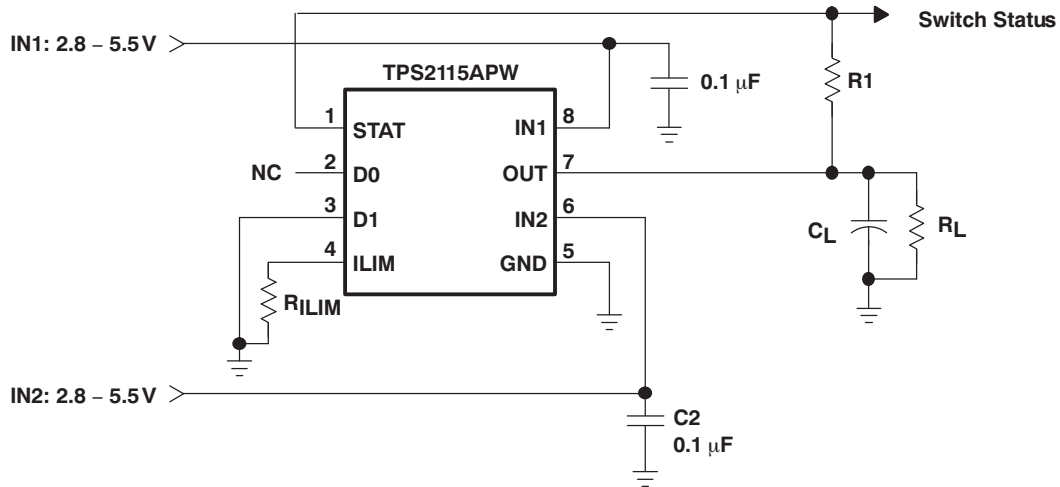 Switch Status
IN1: 2.8 – 5.5V
TPS2115APW
0.1 μF
R1
1
STAT
IN1
8
NC
2
D0
OUT
7
3
D1
IN2
6
4
ILIM
GND
5
CL
RL
RILIM
IN2: 2.8 – 5.5V
C2
0.1 μF